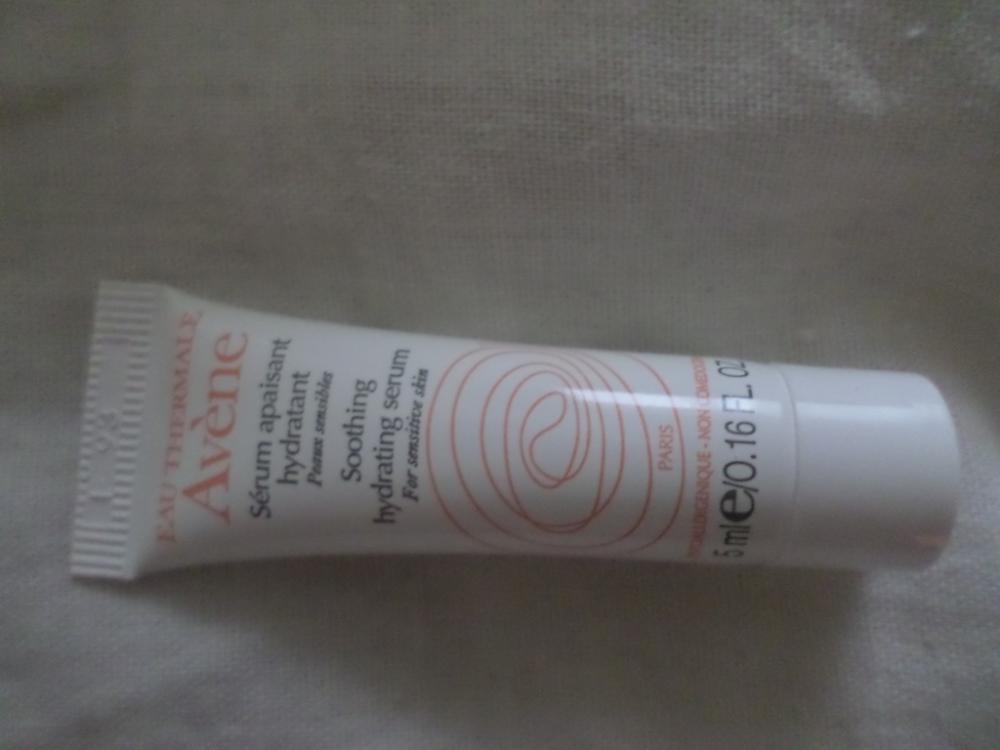 EAU THERMALE
Avène
Sérum apaisant
hydratant
Peaux sensibles
Soothing
hydrating serum
For sensitive skin
PARIS
NON
5 ml e/0.16 FL. OZ